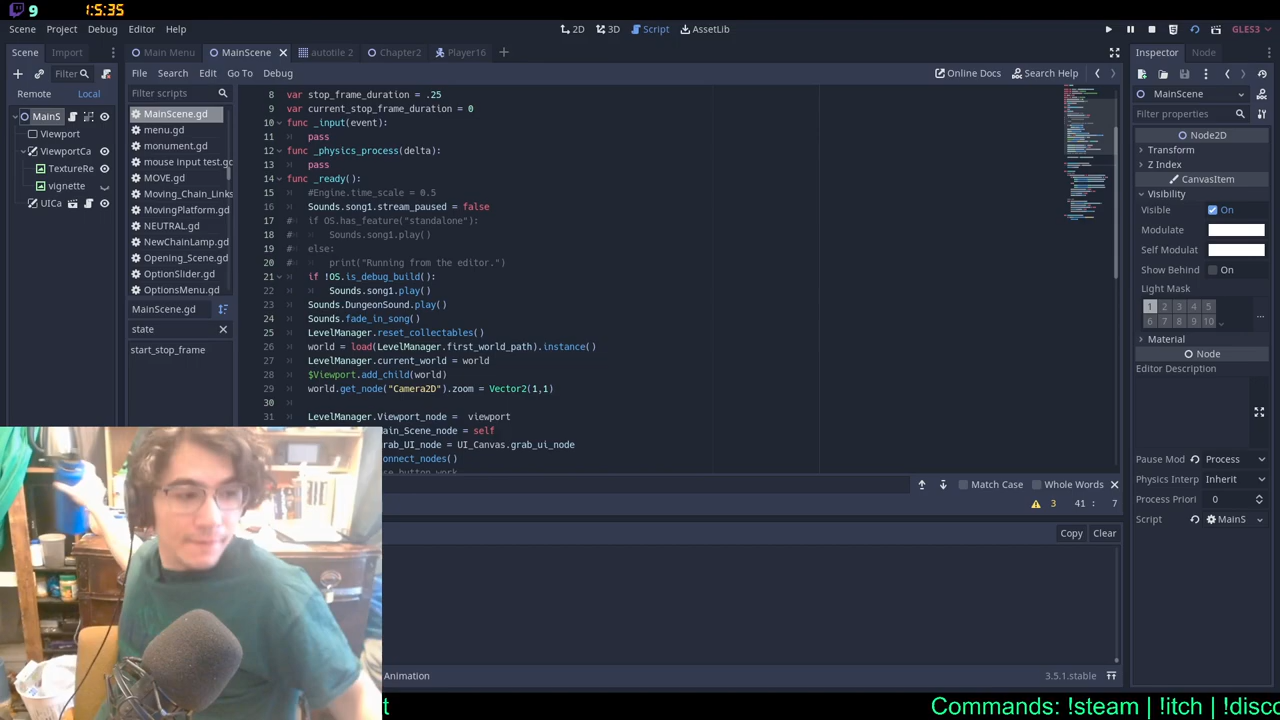 9 1:5:35
Scene Project Debug Editor Help
2D 3D Script AssetLib
GLES3
Scene Import
Main Menu MainScene autotile 2 Chapter2 Player16
Inspector Node
Filter
File Search Edit Go To Debug
Online Docs Search Help
Remote Local
Filter scripts
MainScene
Filter properties
MainS
Viewport
ViewportCa
TextureRe
vignette
UICa
MainScene.gd
menu.gd
monument.gd
mouse input test.gd
MOVE.gd
Moving_Chain_Links
MovingPlatform.gd
NEUTRAL.gd
NewChainLamp.gd
Opening_Scene.gd
OptionSlider.gd
OptionsMenu.gd
MainScene.gd
state
start_stop_frame
8 var stop_frame_duration = .25
9 var current_stop_frame_duration = 0
10 func _input(event):
11 pass
12 func _physics_process(delta):
13 pass
14 func _ready():
15 #Engine.time_scale = 0.5
16 Sounds.song1.stream_paused = false
17 # if OS.has_feature("standalone"):
18 # Sounds.song1.play()
19 # else:
20 # print("Running from the editor.")
21 if !OS.is_debug_build():
22 Sounds.song1.play()
23 Sounds.DungeonSound.play()
24 Sounds.fade_in_song()
25 LevelManager.reset_collectables()
26 world = load(LevelManager.first_world_path).instance()
27 LevelManager.current_world = world
28 $Viewport.add_child(world)
29 world.get_node("Camera2D").zoom = Vector2(1,1)
30
31 LevelManager.Viewport_node = viewport
ain_Scene_node = self
grab_UI_node = UI_Canvas.grab_ui_node
onnect_nodes()
se button work
Match Case Whole Words
3 41 : 7
Copy Clear
Animation
3.5.1.stable
Node2D
Transform
Z Index
CanvasItem
Visibility
Visible On
Modulate
Self Modulat
Show Behind On
Light Mask
1 2 3 4 5
6 7 8 9 10
...
Material
Node
Editor Description
Pause Mod Process
Physics Interp Inherit
Process Priori 0
Script MainS
t Commands: !steam | !itch | !disco